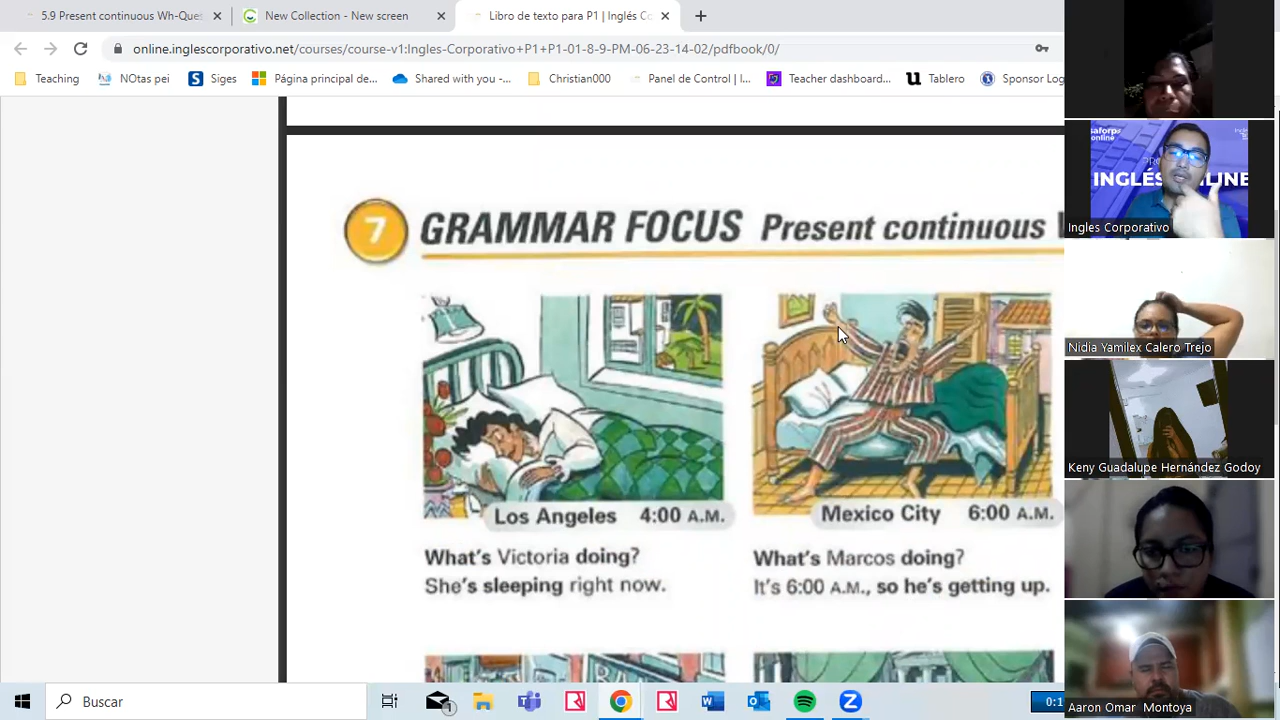 5.9 Present continuous Wh-Ques
New Collection - New screen
Libro de texto para P1 | Inglés Co
online.inglescorporativo.net/courses/course-v1:Ingles-Corporativo+P1+P1-01-8-9-PM-06-23-14-02/pdfbook/0/
Teaching
NOtas pei
Siges
Página principal de...
Shared with you -...
Christian000
Panel de Control | I...
Teacher dashboard...
Tablero
Sponsor Log
7 GRAMMAR FOCUS Present continuous
Los Angeles 4:00 A.M.
Mexico City 6:00 A.M.
What's Victoria doing?
She's sleeping right now.
What's Marcos doing?
It's 6:00 A.M., so he's getting up.
INGLÉS ONLINE
Ingles Corporativo
Nidia Yamilex Calero Trejo
Keny Guadalupe Hernández Godoy
Aaron Omar Montoya
Buscar
1
0:1